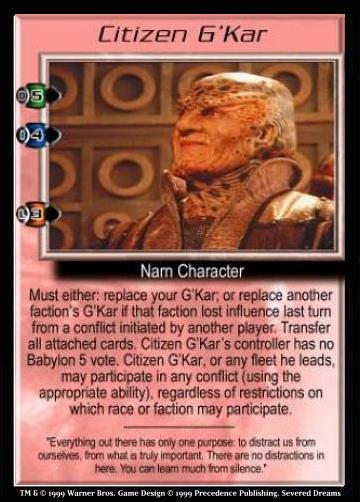 Citizen G'Kar
D 5
I 4
L 3
Narn Character
Must either: replace your G'Kar; or replace another
faction's G'Kar if that faction lost influence last turn
from a conflict initiated by another player. Transfer
all attached cards. Citizen G'Kar's controller has no
Babylon 5 vote. Citizen G'Kar, or any fleet he leads,
may participate in any conflict (using the
appropriate ability), regardless of restrictions on
which race or faction may participate.
"Everything out there has only one purpose: to distract us from
ourselves, from what is truly important. There are no distractions in
here. You can learn much from silence."
TM & © 1999 Warner Bros. Game Design © 1999 Precedence Publishing. Severed Dreams